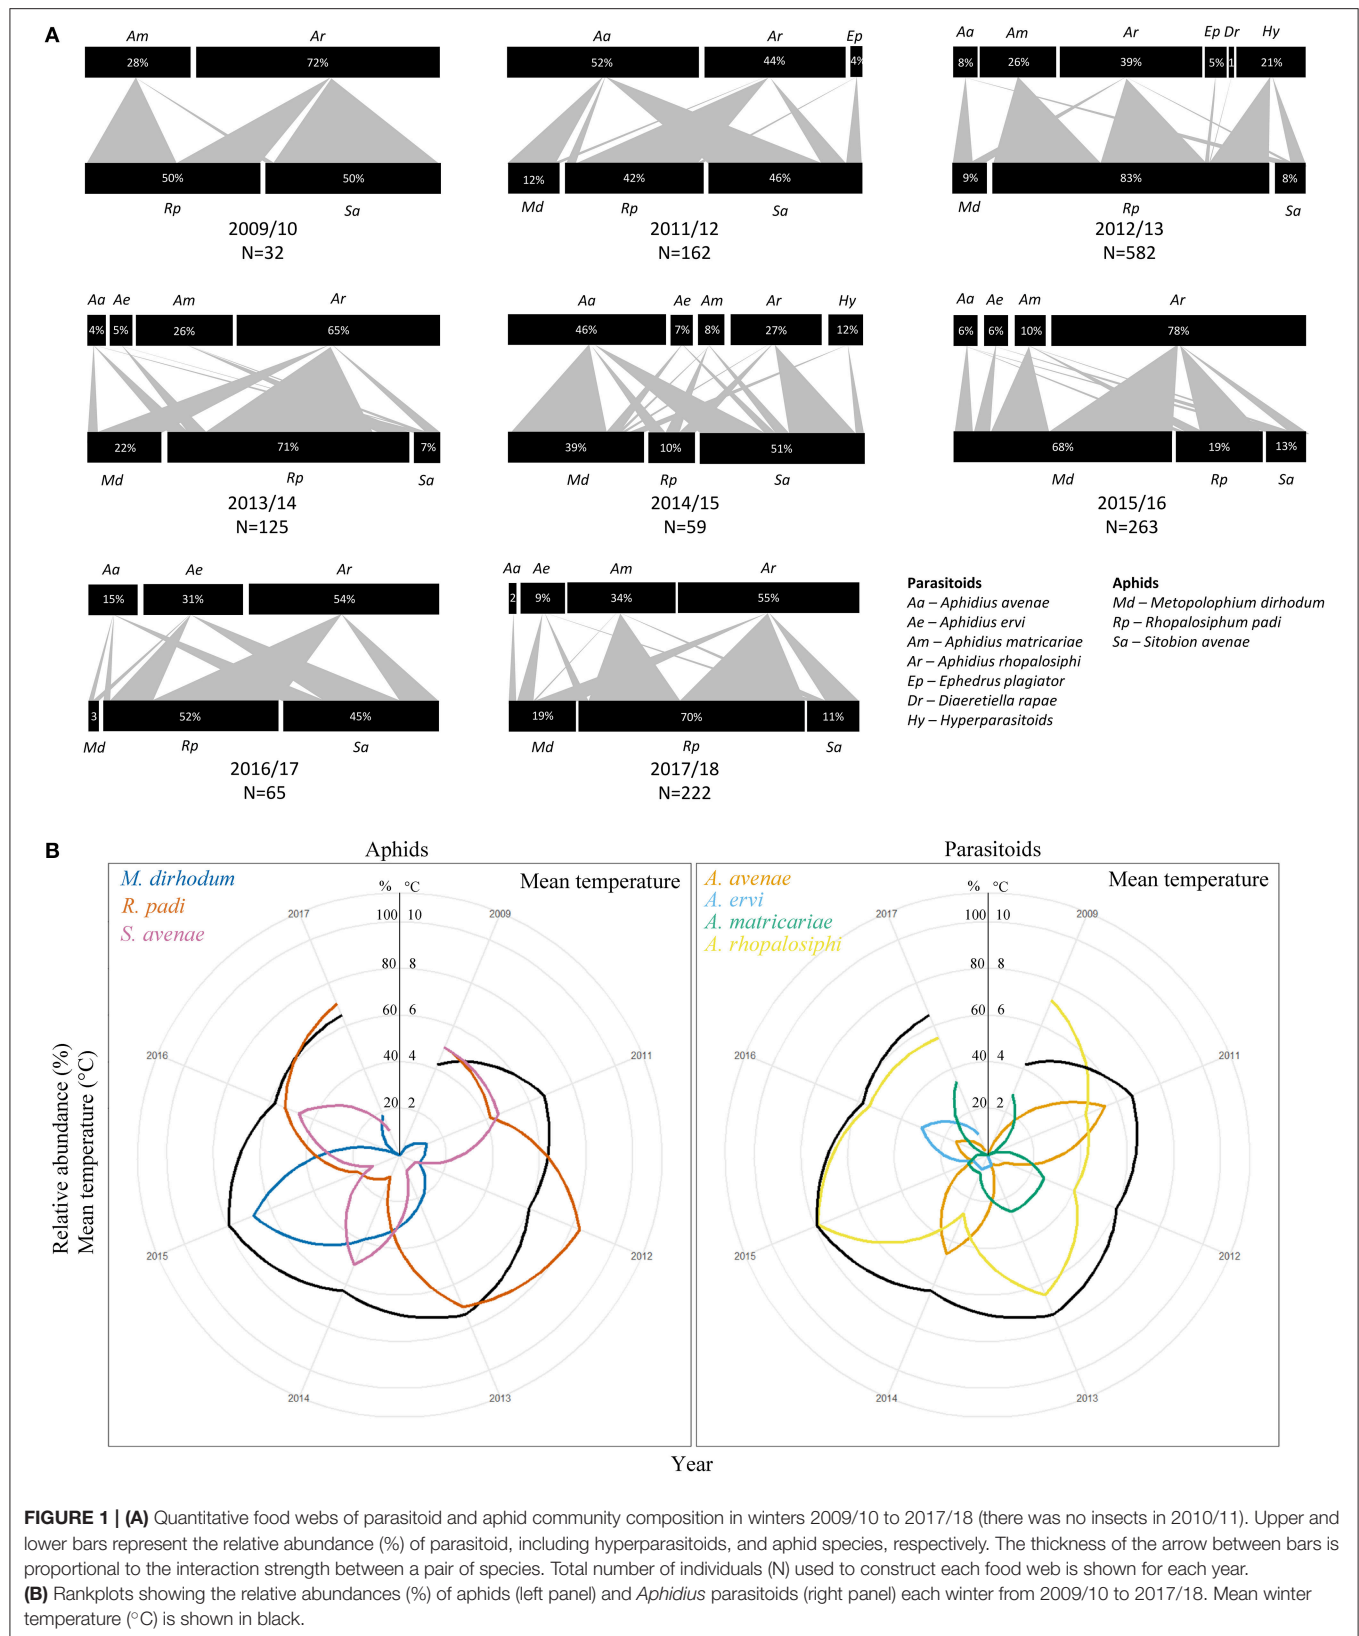 A
Am Ar
28% 72%
50% 50%
Rp Sa
2009/10
N=32
Aa Ar Ep
52% 44% 4%
12% 42% 46%
Md Rp Sa
2011/12
N=162
Aa Am Ar Ep Dr Hy
8% 26% 39% 5% 1 21%
9% 83% 8%
Md Rp Sa
2012/13
N=582
Aa Ae Am Ar
4% 5% 26% 65%
22% 71% 7%
Md Rp Sa
2013/14
N=125
Aa Ae Am Ar Hy
46% 7% 8% 27% 12%
39% 10% 51%
Md Rp Sa
2014/15
N=59
Aa Ae Am Ar
6% 6% 10% 78%
68% 19% 13%
Md Rp Sa
2015/16
N=263
Aa Ae Ar
15% 31% 54%
3 52% 45%
Md Rp Sa
2016/17
N=65
Aa Ae Am Ar
2 9% 34% 55%
19% 70% 11%
Md Rp Sa
2017/18
N=222
Parasitoids
Aa – Aphidius avenae
Ae – Aphidius ervi
Am – Aphidius matricariae
Ar – Aphidius rhopalosiphi
Ep – Ephedrus plagiator
Dr – Diaeretiella rapae
Hy – Hyperparasitoids
Aphids
Md – Metopolophium dirhodum
Rp – Rhopalosiphum padi
Sa – Sitobion avenae
B
Aphids
M. dirhodum
R. padi
S. avenae
Mean temperature
% °C
100 10
80 8
60 6
40 4
20 2
2009
2011
2012
2013
2014
2015
2016
2017
Relative abundance (%)
Mean temperature (°C)
Parasitoids
A. avenae
A. ervi
A. matricariae
A. rhopalosiphi
Mean temperature
% °C
100 10
80 8
60 6
40 4
20 2
2009
2011
2012
2013
2014
2015
2016
2017
Year
FIGURE 1 | (A) Quantitative food webs of parasitoid and aphid community composition in winters 2009/10 to 2017/18 (there was no insects in 2010/11). Upper and
lower bars represent the relative abundance (%) of parasitoid, including hyperparasitoids, and aphid species, respectively. The thickness of the arrow between bars is
proportional to the interaction strength between a pair of species. Total number of individuals (N) used to construct each food web is shown for each year.
(B) Rankplots showing the relative abundances (%) of aphids (left panel) and Aphidius parasitoids (right panel) each winter from 2009/10 to 2017/18. Mean winter
temperature (°C) is shown in black.